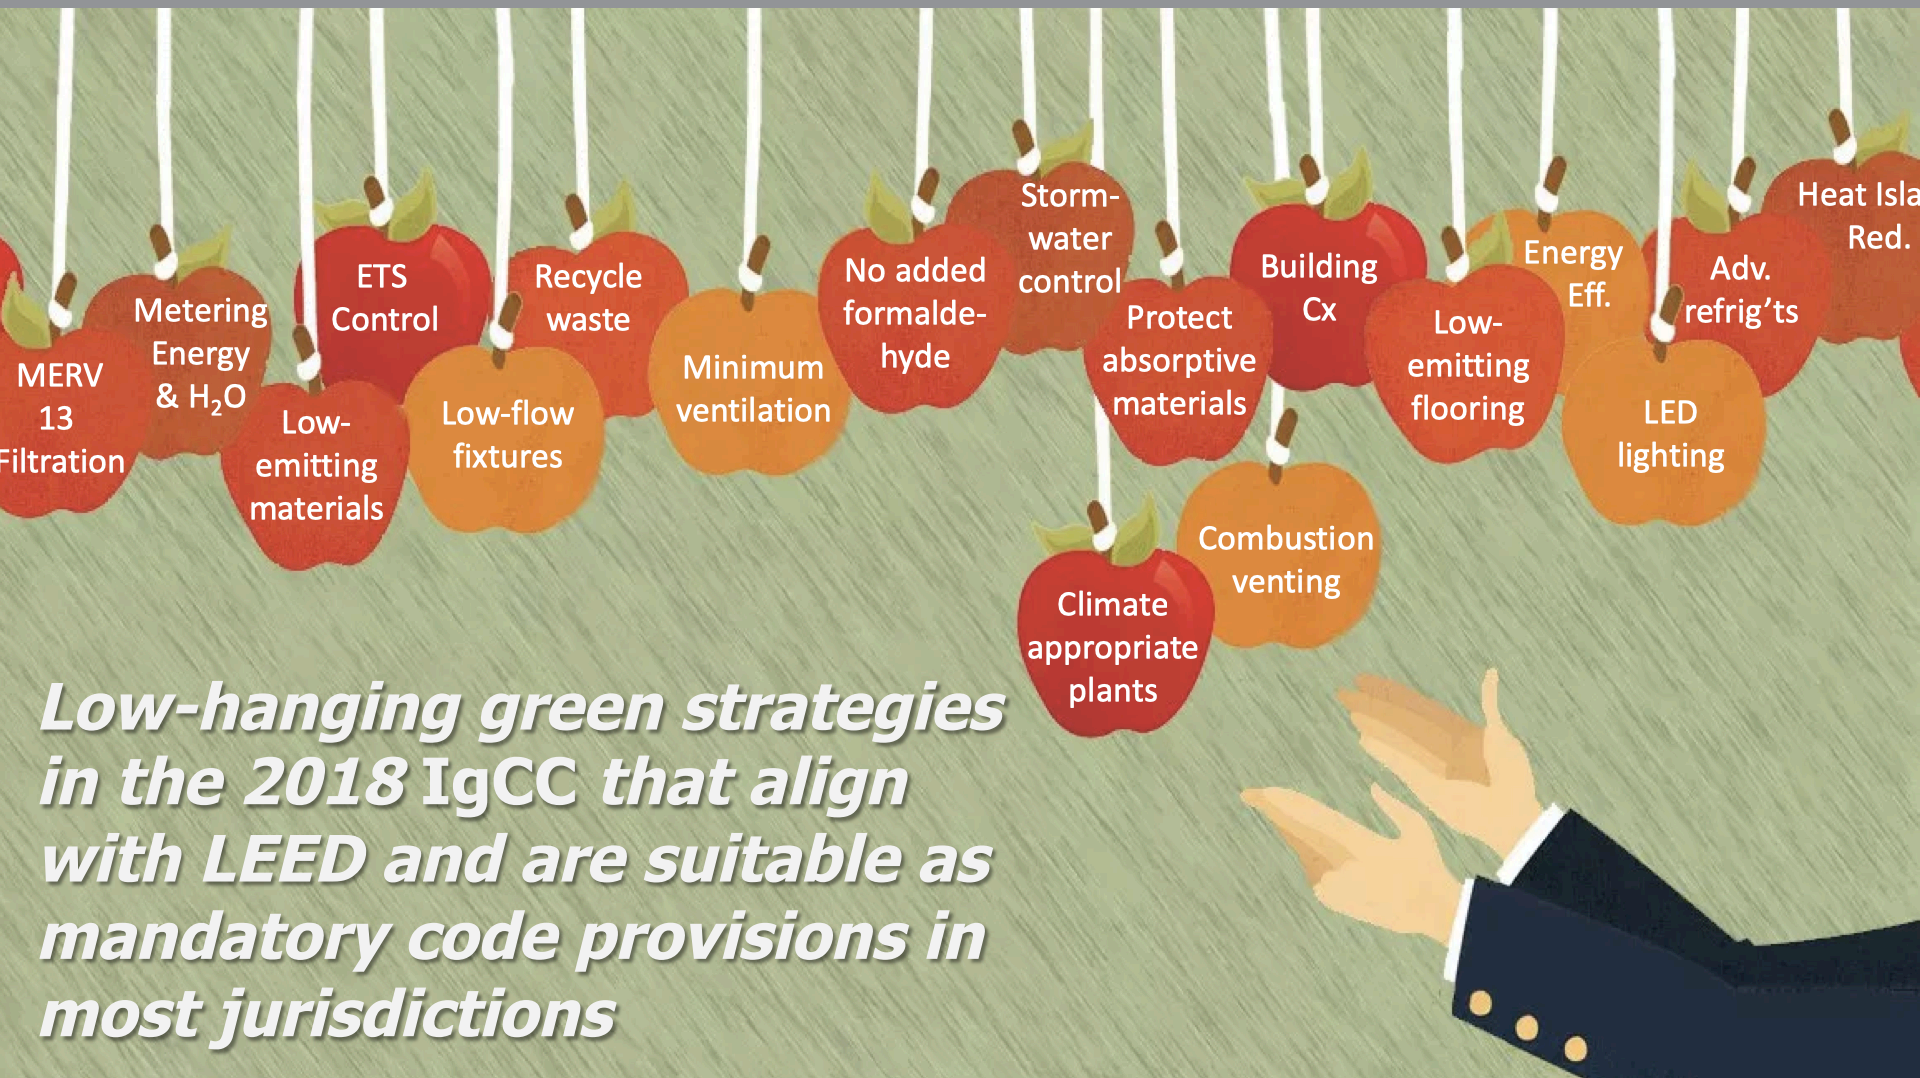 MERV
13
Filtration
Metering
Energy
& H₂O
Low-
emitting
materials
ETS
Control
Low-flow
fixtures
Recycle
waste
Minimum
ventilation
No added
formalde-
hyde
Storm-
water
control
Protect
absorptive
materials
Climate
appropriate
plants
Combustion
venting
Building
Cx
Low-
emitting
flooring
Energy
Eff.
LED
lighting
Adv.
refrig’ts
Heat Isla
Red.
Low-hanging green strategies
in the 2018 IgCC that align
with LEED and are suitable as
mandatory code provisions in
most jurisdictions